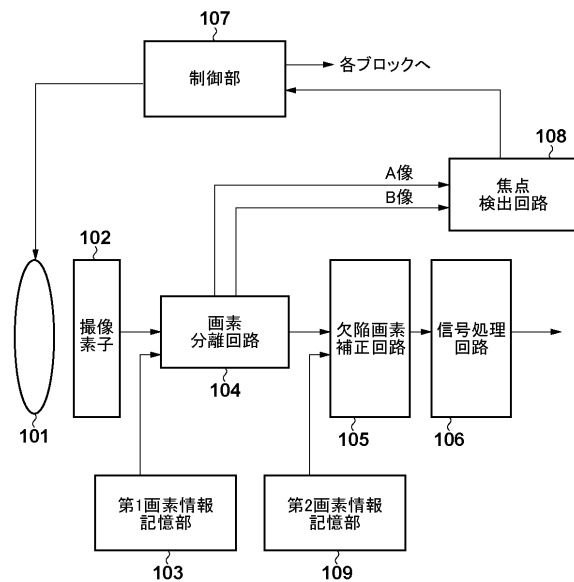 107
制御部
各ブロックへ
108
焦点
検出回路
A像
B像
102
撮像
素子
画素
分離回路
欠陥画素
補正回路
信号処理
回路
104
101
105
106
第1画素情報
記憶部
第2画素情報
記憶部
103
109